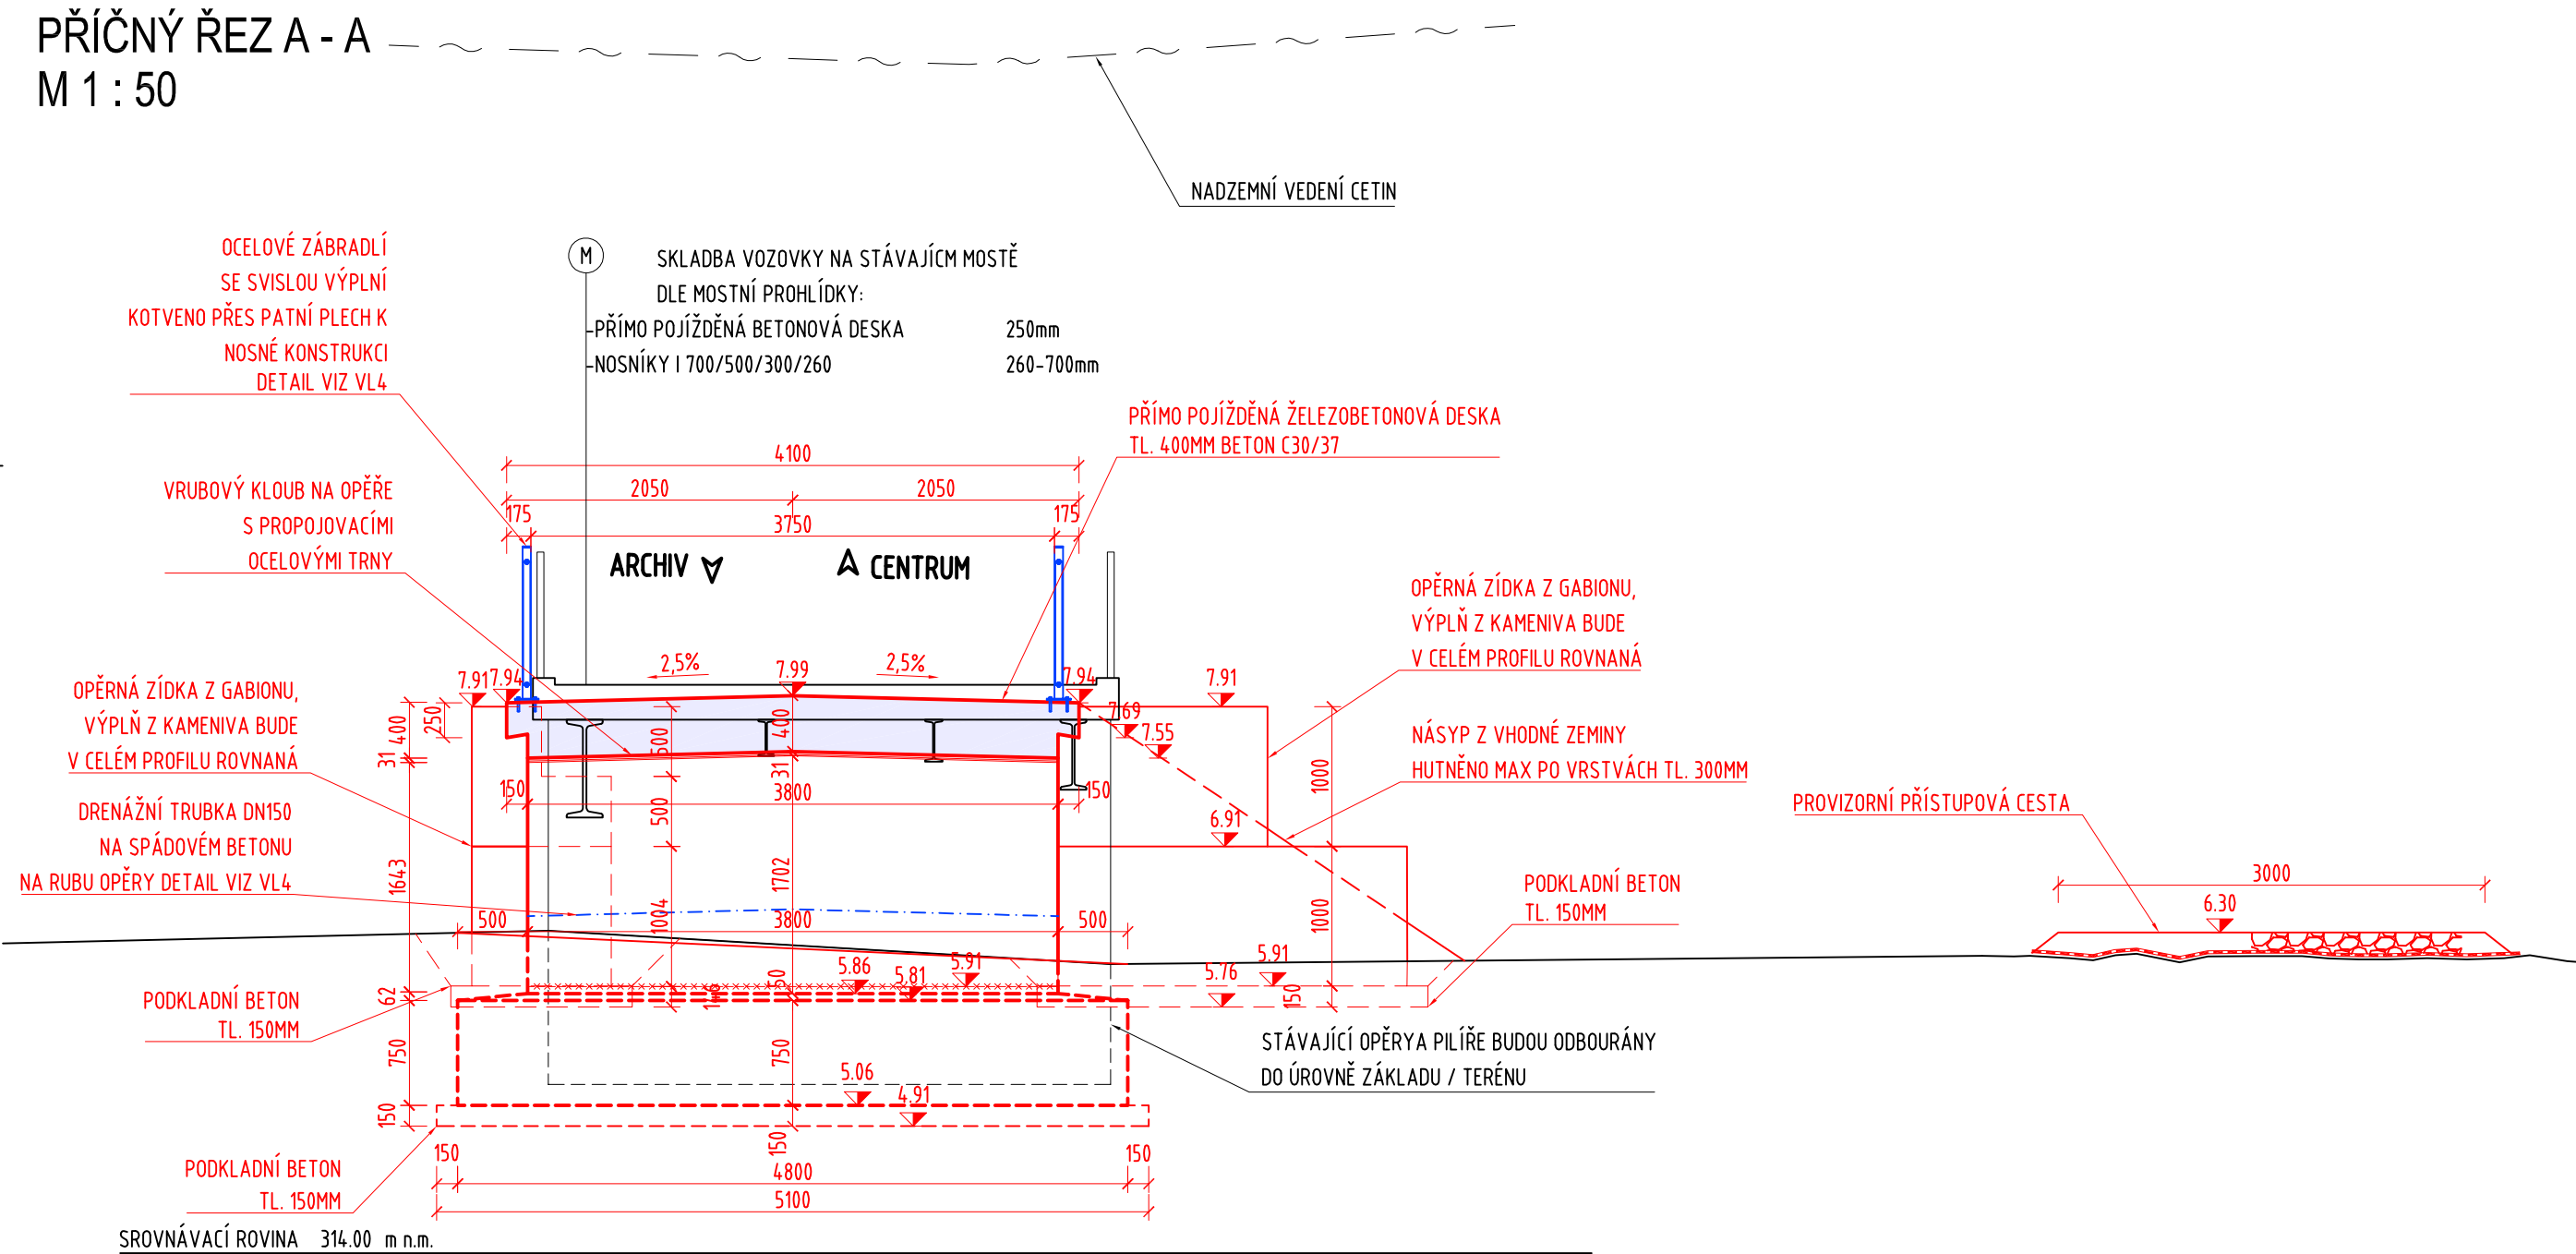 PŘÍČNÝ ŘEZ A - A
M 1 : 50
NADZEMNÍ VEDENÍ CETIN
OCELOVÉ ZÁBRADLÍ
SE SVISLOU VÝPLNÍ
KOTVENO PŘES PATNÍ PLECH K
NOSNÉ KONSTRUKCI
DETAIL VIZ VL4
M
SKLADBA VOZOVKY NA STÁVAJÍCM MOSTĚ
DLE MOSTNÍ PROHLÍDKY:
-PŘÍMO POJÍŽDĚNÁ BETONOVÁ DESKA 250mm
-NOSNÍKY I 700/500/300/260 260-700mm
PŘÍMO POJÍŽDĚNÁ ŽELEZOBETONOVÁ DESKA
TL. 400MM BETON C30/37
4100
2050 2050
175 3750 175
VRUBOVÝ KLOUB NA OPĚŘE
S PROPOJOVACÍMI
OCELOVÝMI TRNY
ARCHIV CENTRUM
OPĚRNÁ ZÍDKA Z GABIONU,
VÝPLŇ Z KAMENIVA BUDE
V CELÉM PROFILU ROVNANÁ
2,5% 7.99 2,5%
7.91 7.94 7.94 7.91
OPĚRNÁ ZÍDKA Z GABIONU,
VÝPLŇ Z KAMENIVA BUDE
V CELÉM PROFILU ROVNANÁ
31 400 250 500 400 7.69 7.55
NÁSYP Z VHODNÉ ZEMINY
HUTNĚNO MAX PO VRSTVÁCH TL. 300MM
150 500 31 3800 150 1000
PROVIZORNÍ PŘÍSTUPOVÁ CESTA
DRENÁŽNÍ TRUBKA DN150
NA SPÁDOVÉM BETONU
NA RUBU OPĚRY DETAIL VIZ VL4
6.91
1643 1702
3000
6.30
PODKLADNÍ BETON
TL. 150MM
500 1004 3800 500 1000
62 146 5.86 60 5.81 5.91 5.76 5.91 150
PODKLADNÍ BETON
TL. 150MM
750 750
STÁVAJÍCÍ OPĚRYA PILÍŘE BUDOU ODBOURÁNY
DO ÚROVNĚ ZÁKLADU / TERÉNU
5.06
4.91
150 150
PODKLADNÍ BETON
TL. 150MM
150 4800 150
5100
SROVNÁVACÍ ROVINA 314.00 m n.m.